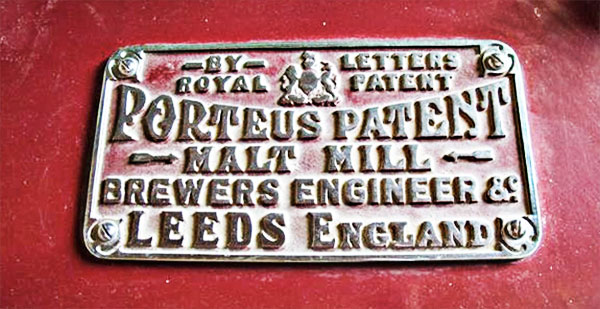 BY LETTERS
ROYAL PATENT
PORTEUS PATENT
MALT MILL
BREWERS ENGINEER &c
LEEDS ENGLAND